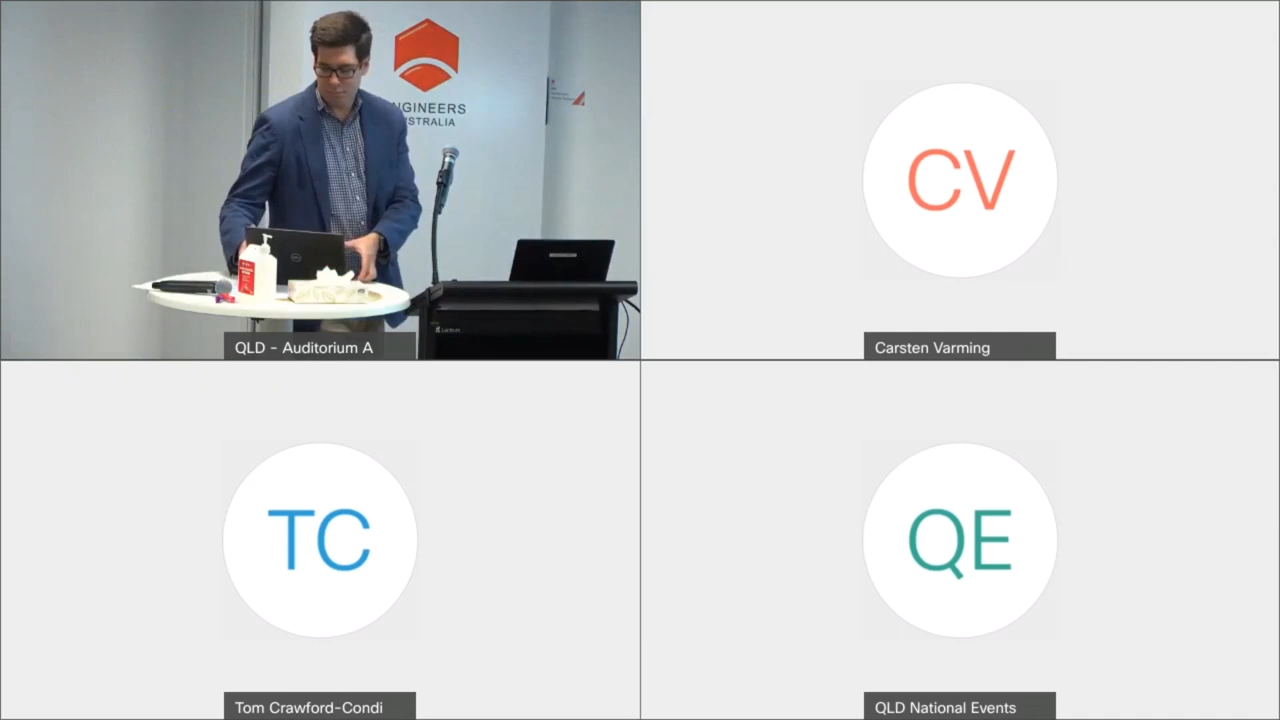 NGINEERS
STRALIA
QLD - Auditorium A
CV
Carsten Varming
TC
Tom Crawford-Condi
QE
QLD National Events